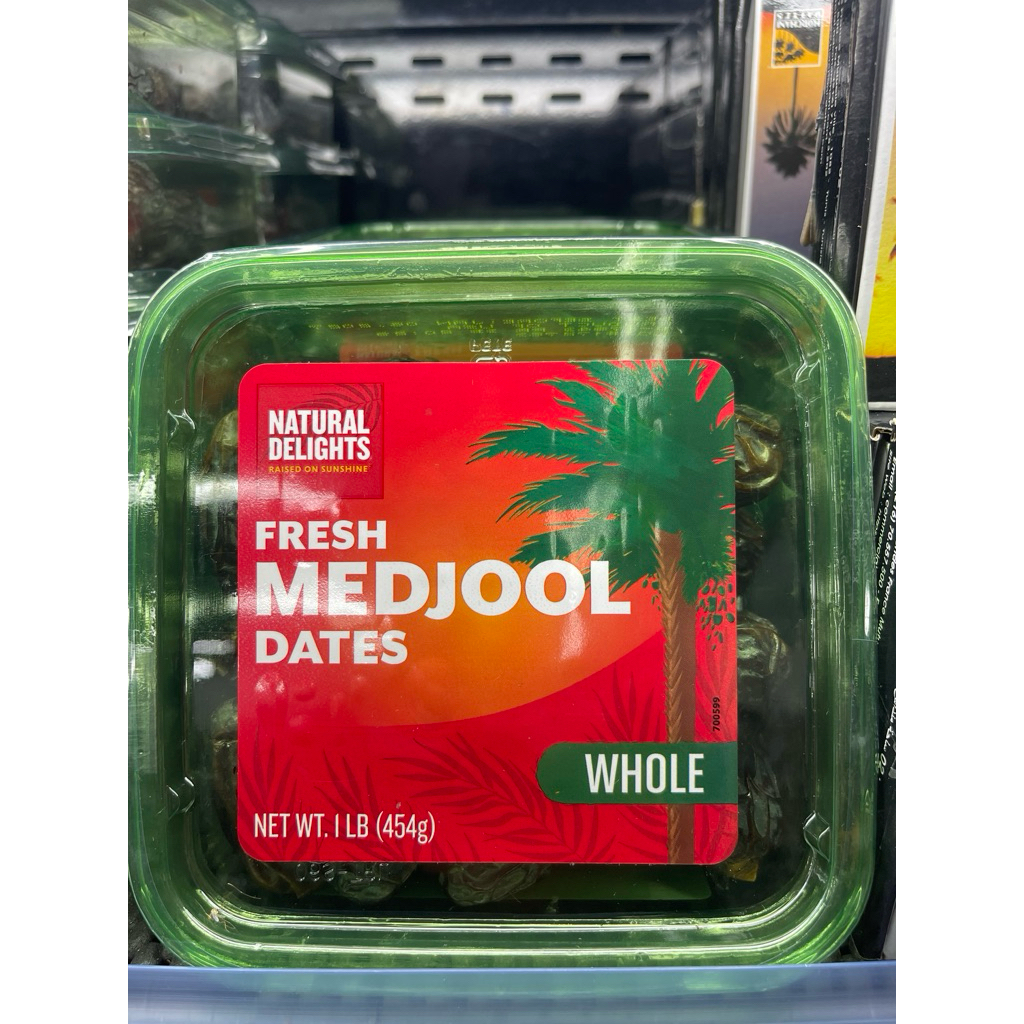 NATURAL
DELIGHTS
RAISED ON SUNSHINE
FRESH
MEDJOOL
DATES
700599
WHOLE
NET WT. 1 LB (454g)